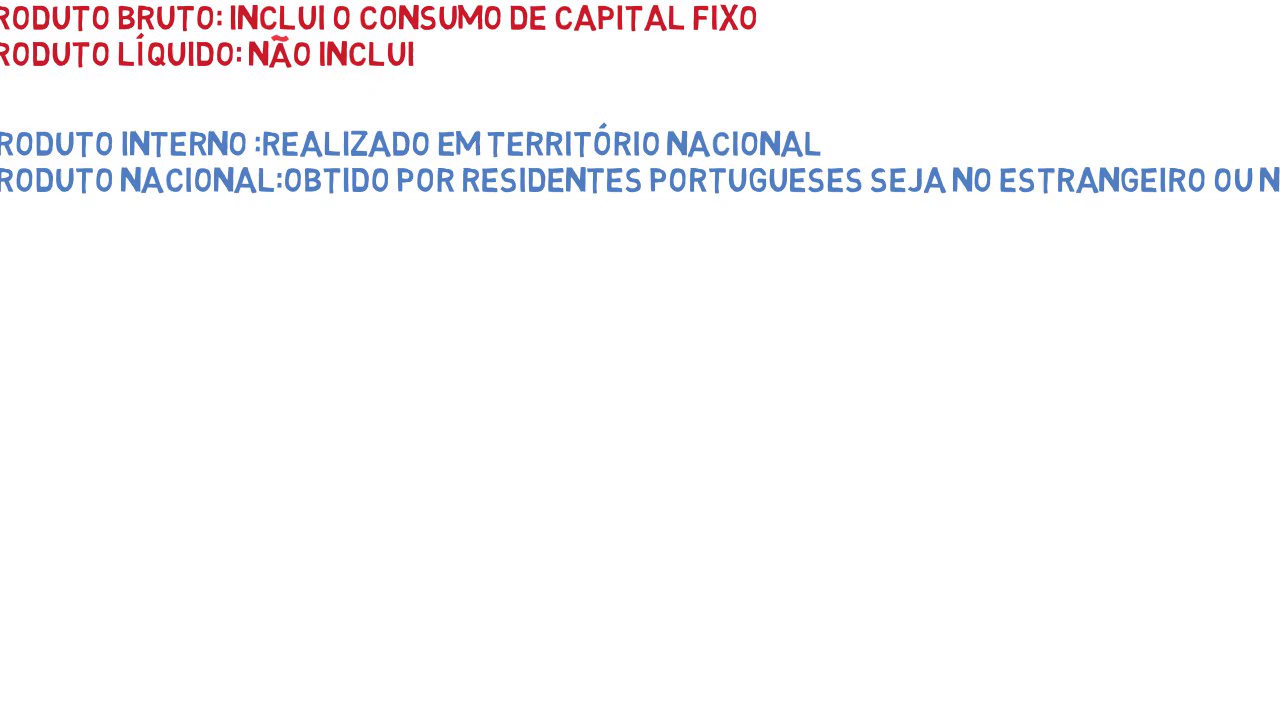 RODUTO BRUTO: INCLUI O CONSUMO DE CAPITAL FIXO
RODUTO LÍQUIDO: NÃO INCLUI
RODUTO INTERNO :REALIZADO EM TERRITÓRIO NACIONAL
RODUTO NACIONAL:OBTIDO POR RESIDENTES PORTUGUESES SEJA NO ESTRANGEIRO OU N